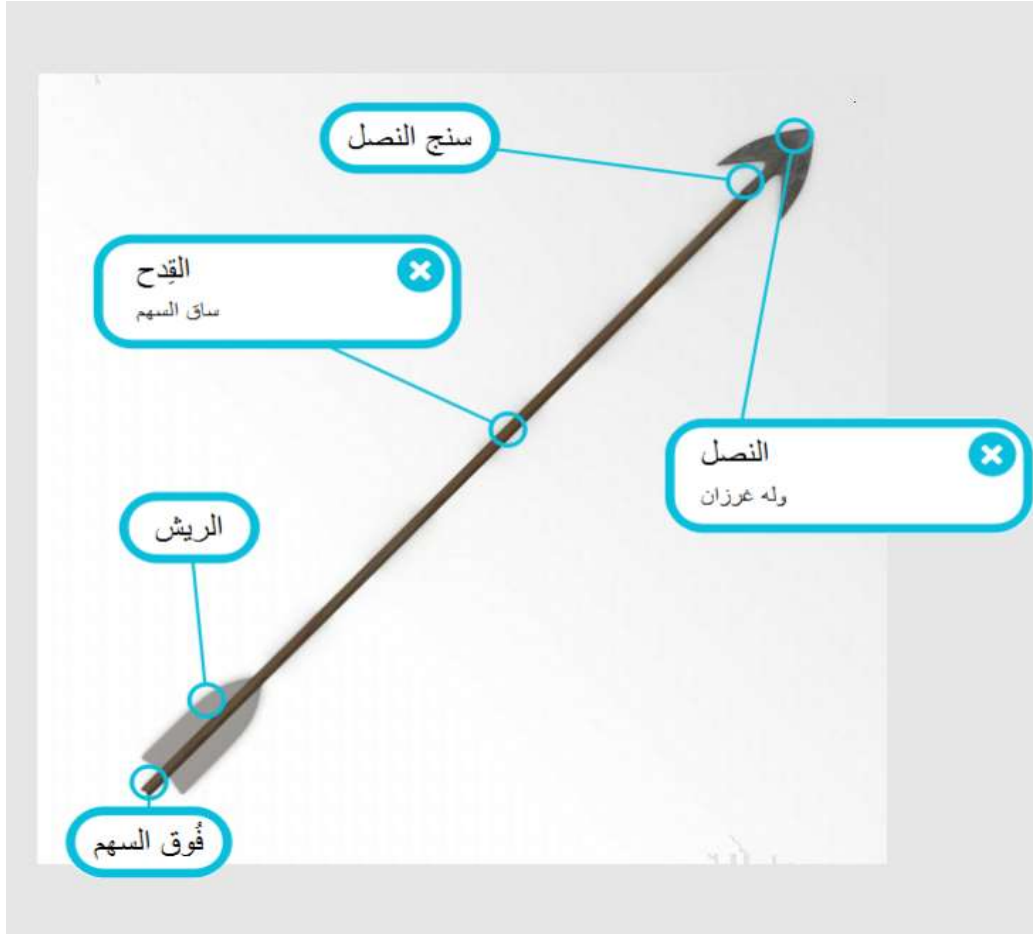 سنج النصل
القِدح
ساق السهم
النصل
وله غرزان
الريش
فُوق السهم